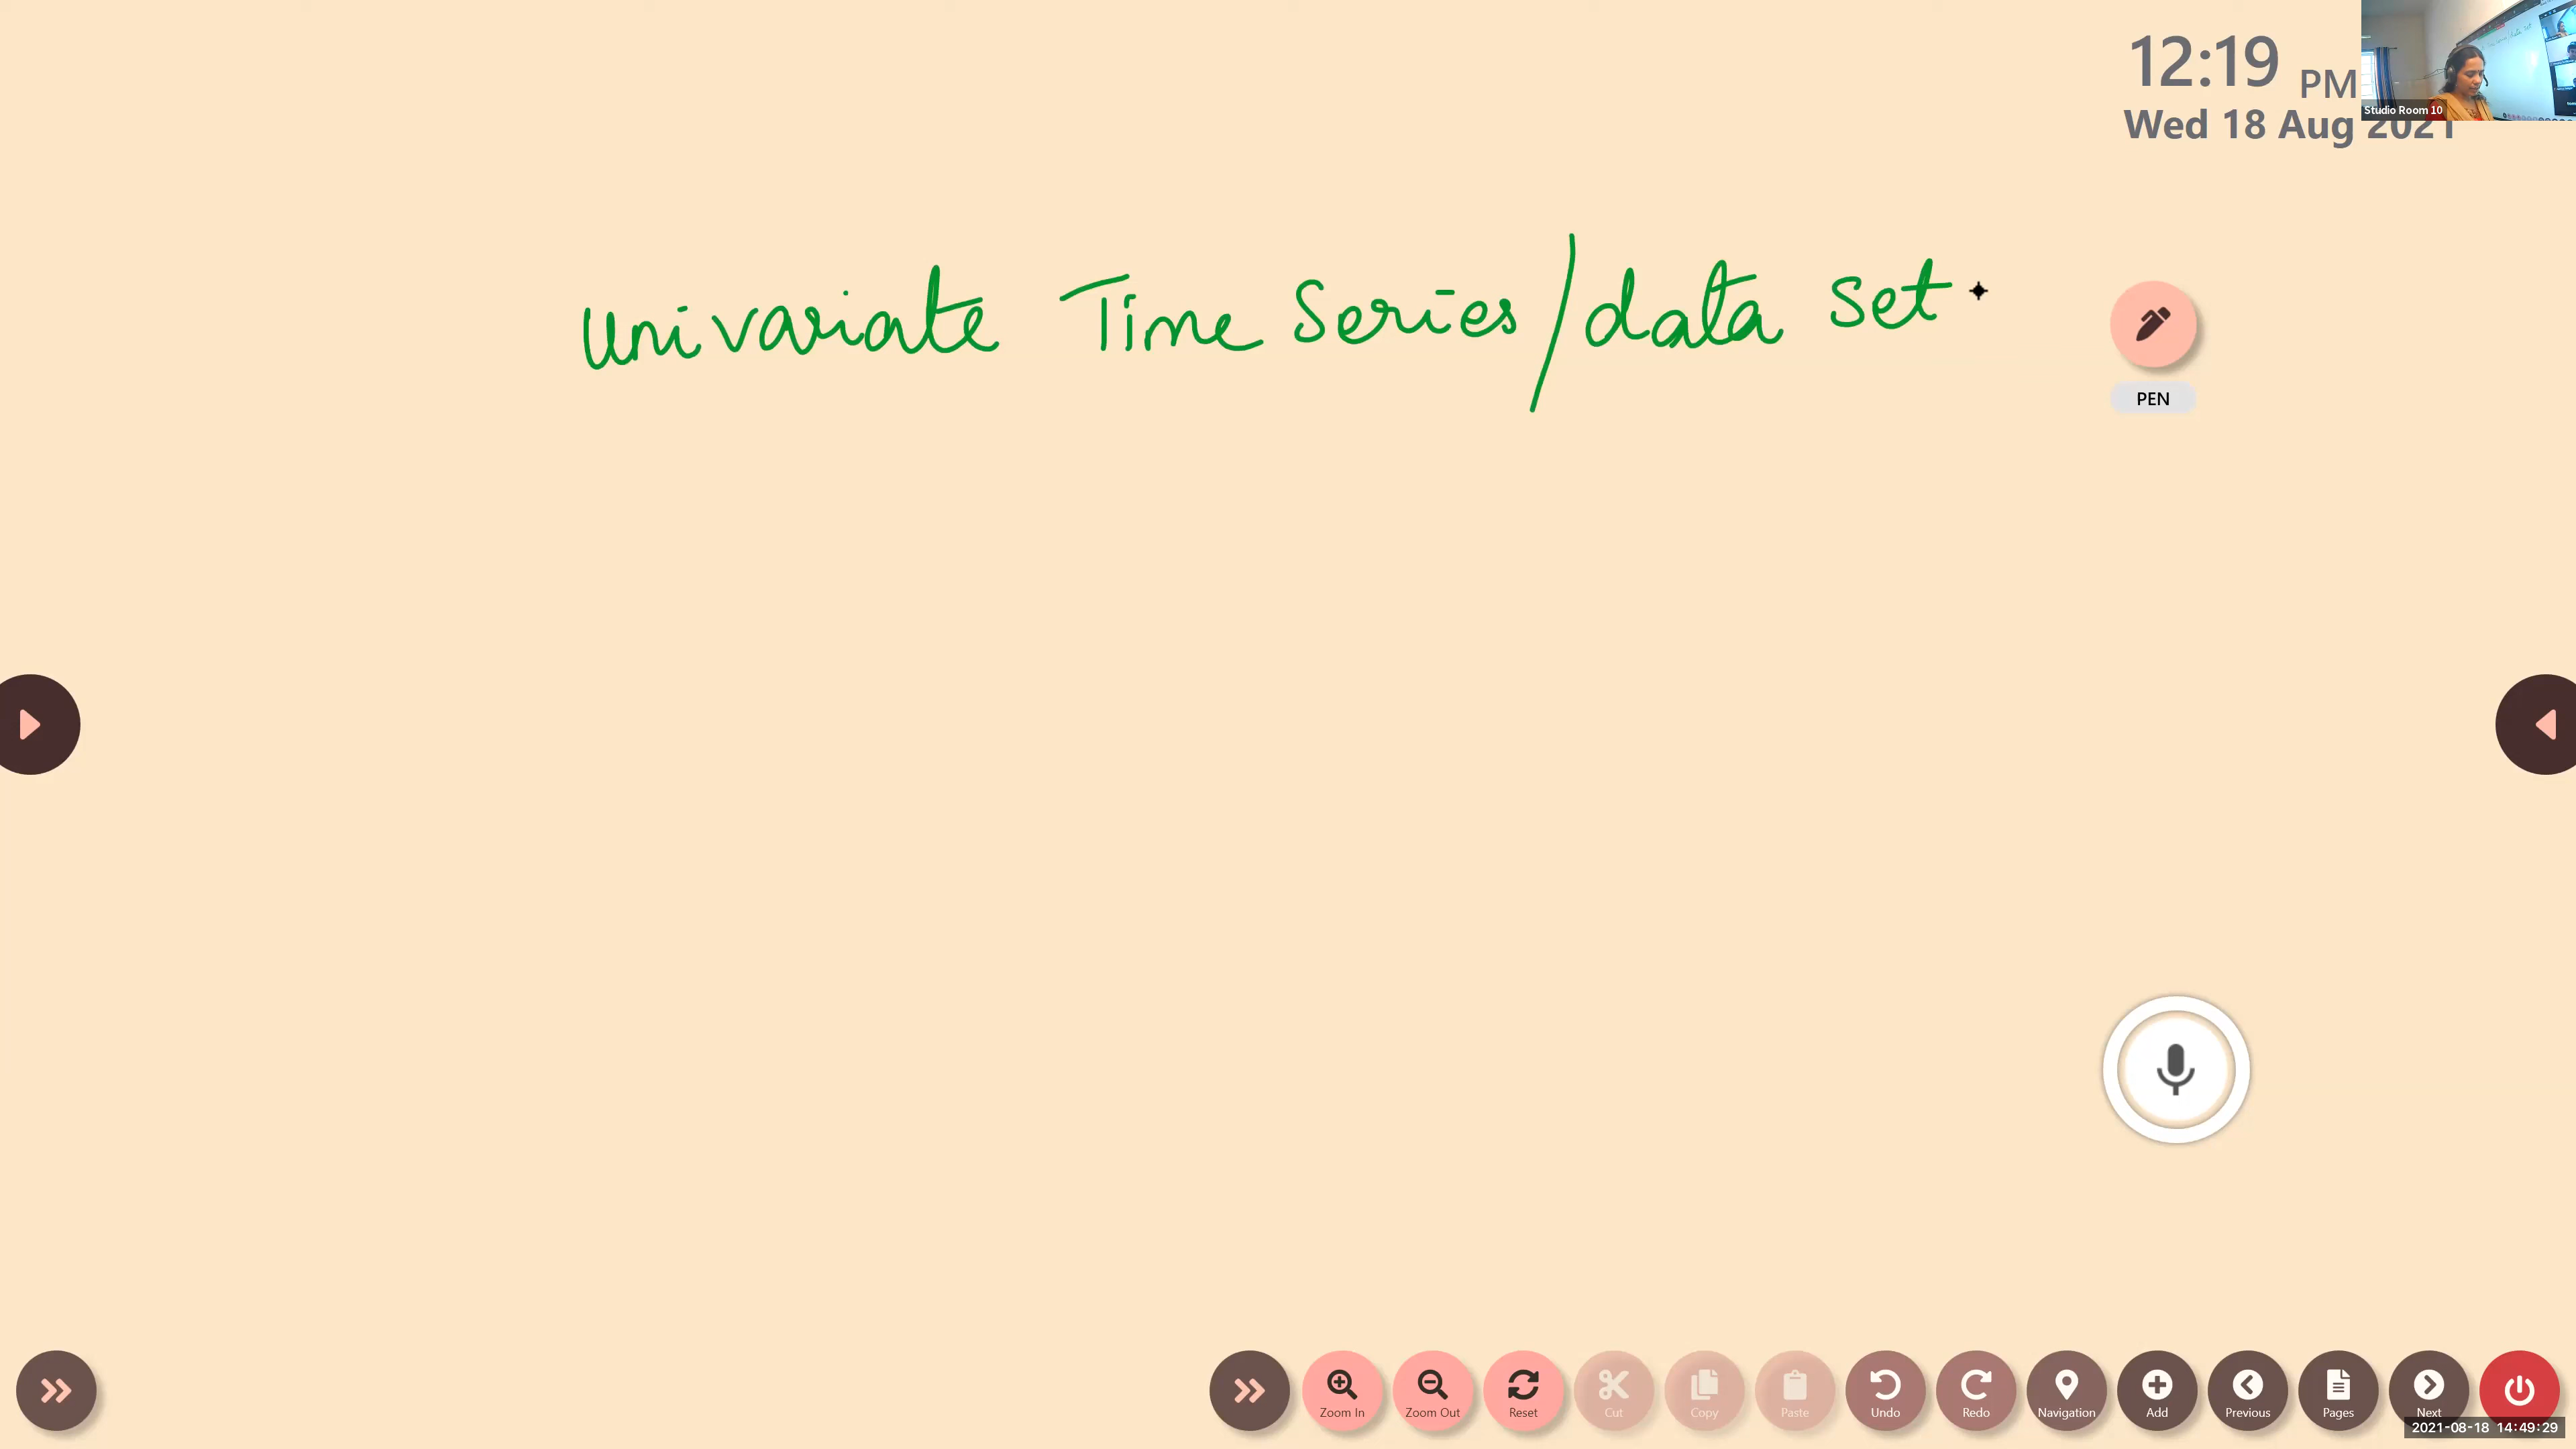 12:19 PM
Wed 18 Aug 2021
Studio Room 10
Univariate Time Series/data set
PEN
Zoom In
Zoom Out
Reset
Cut
Copy
Paste
Undo
Redo
Navigation
Add
Previous
Pages
Next
2021-08-18 14:49:29